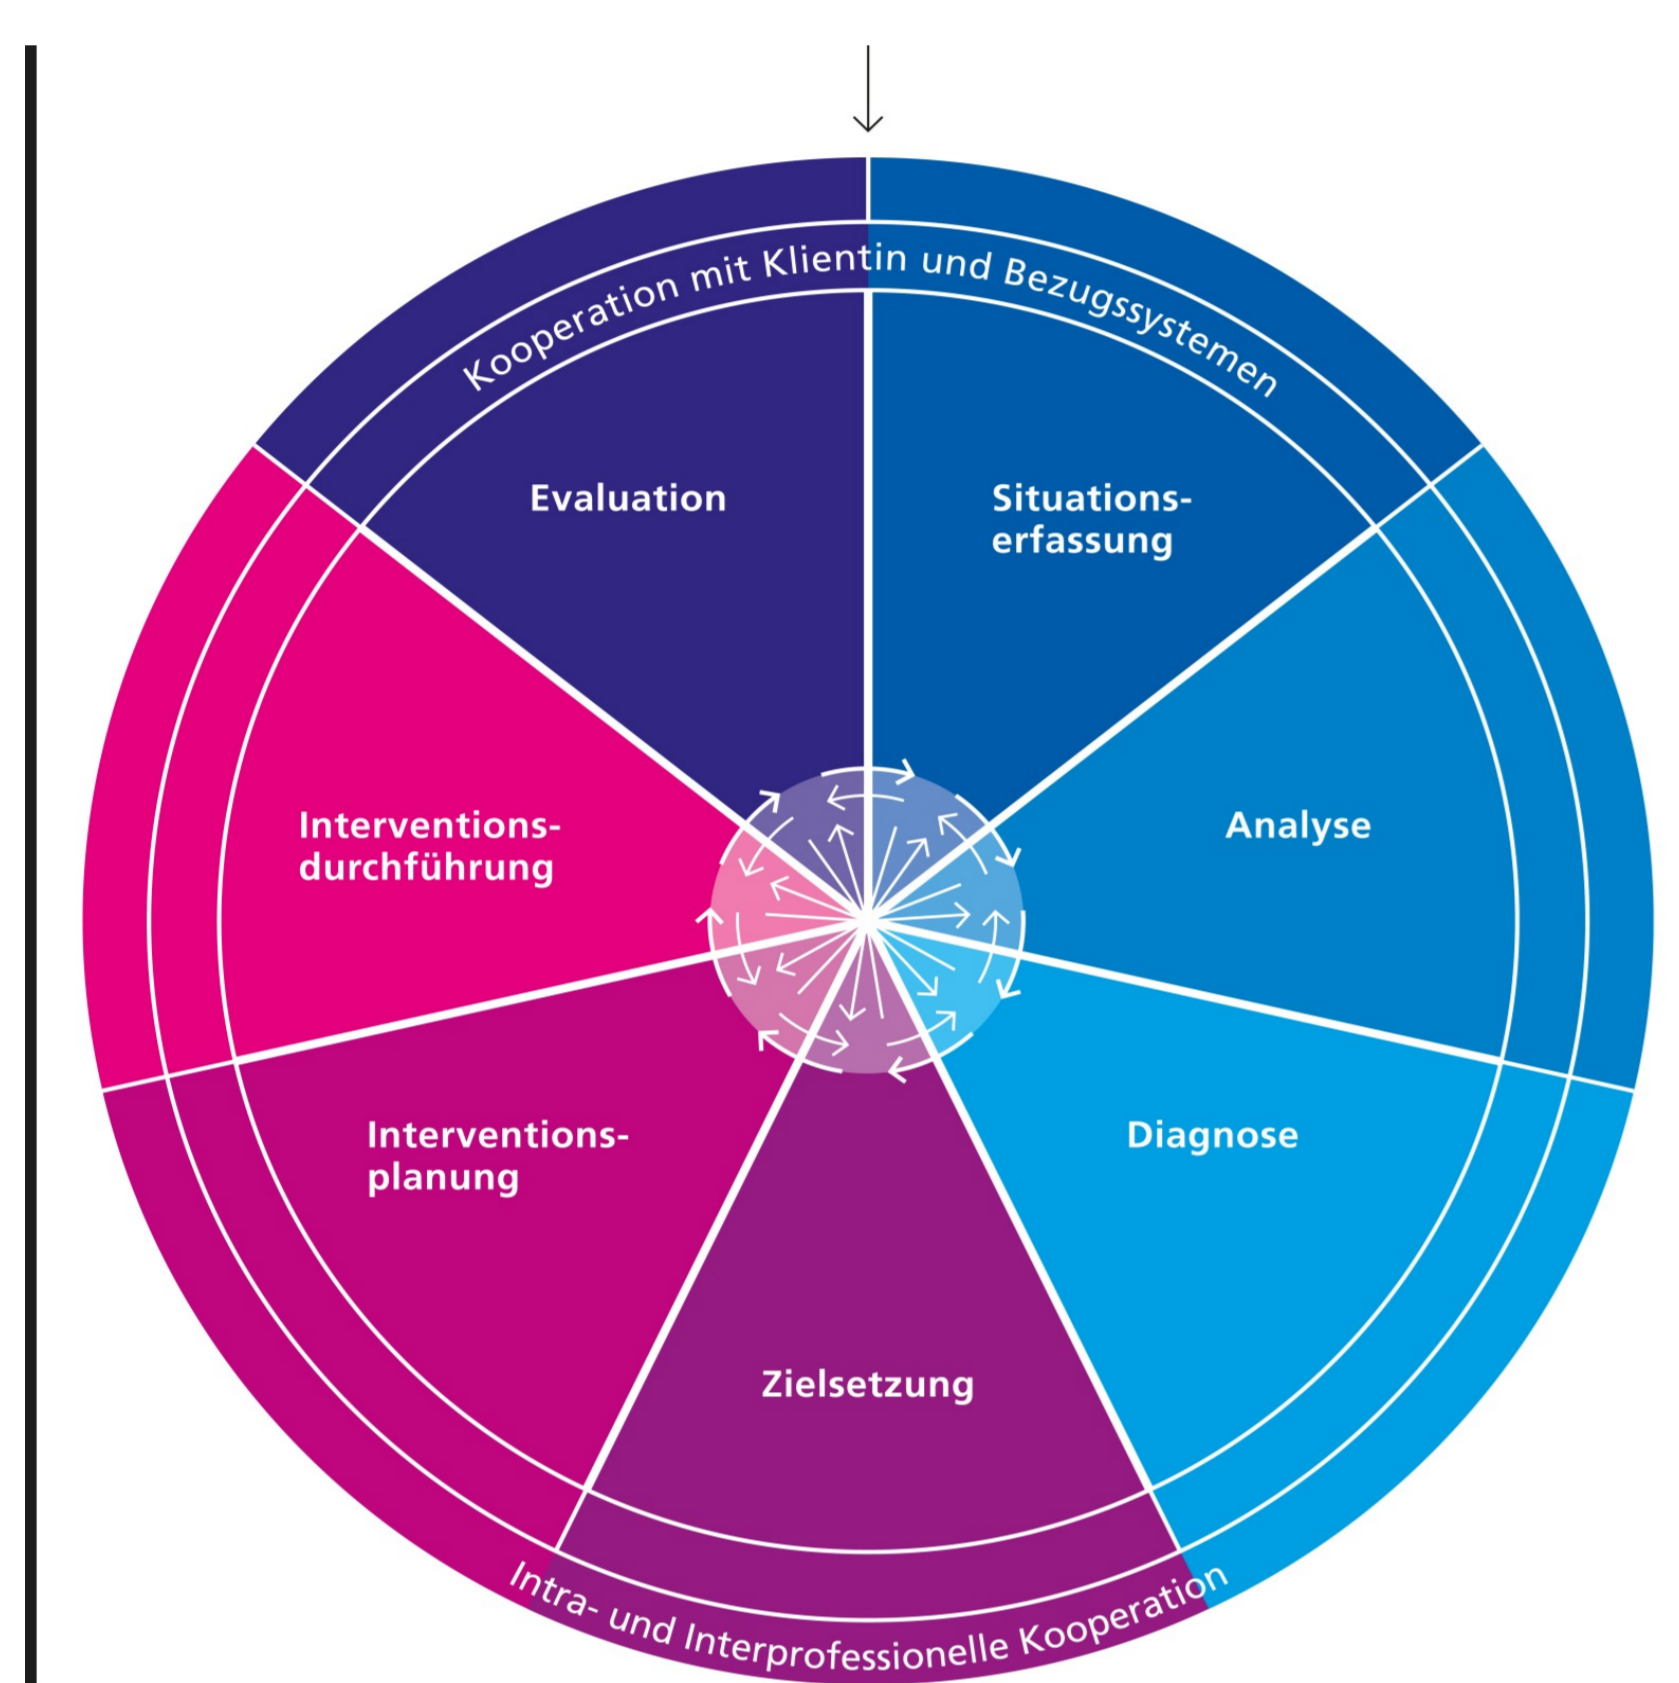 Kooperation mit Klientin und Bezugssystemen
Evaluation
Situations-
erfassung
Interventions-
durchführung
Analyse
Interventions-
planung
Diagnose
Zielsetzung
Intra- und Interprofessionelle Kooperation